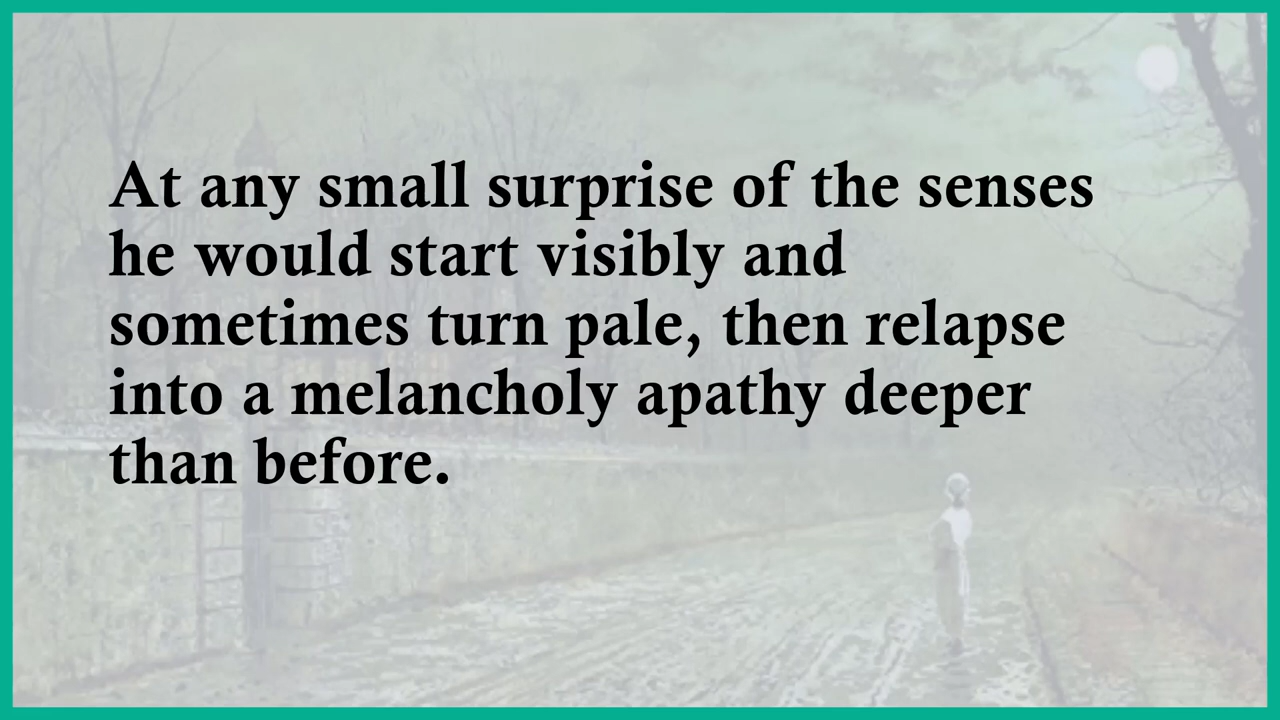 At any small surprise of the senses
he would start visibly and
sometimes turn pale, then relapse
into a melancholy apathy deeper
than before.